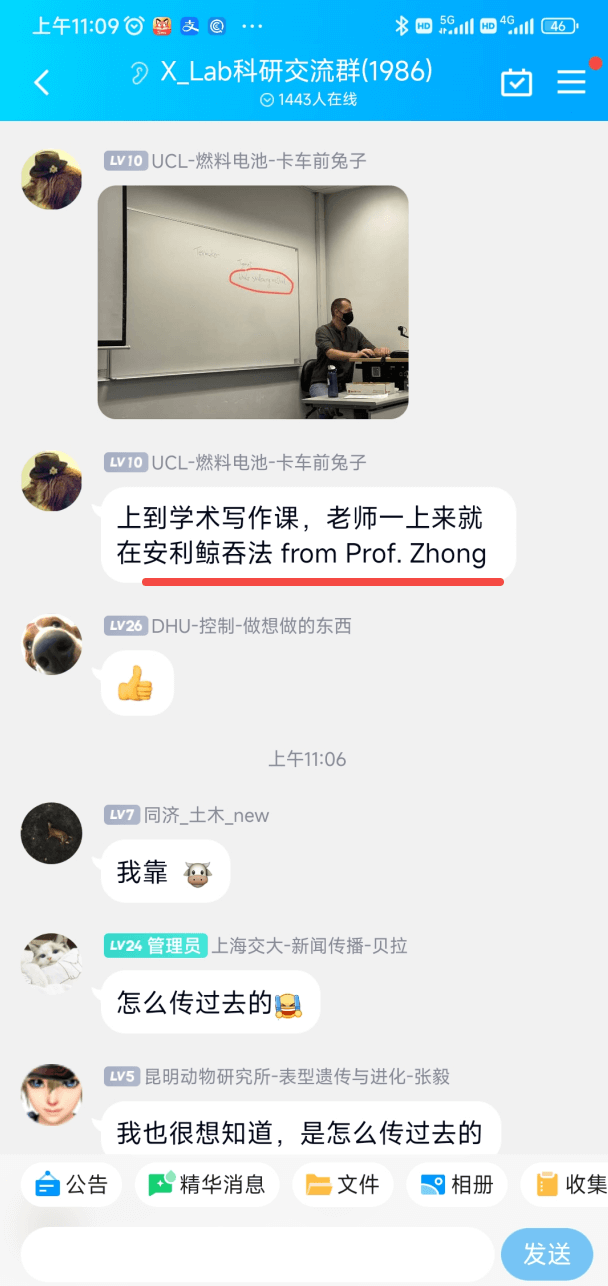 上午11:09
HD 5G HD 4G 46
X_Lab科研交流群(1986)
1443人在线
LV10 UCL-燃料电池-卡车前兔子
LV10 UCL-燃料电池-卡车前兔子
上到学术写作课，老师一上来就
在安利鲸吞法 from Prof. Zhong
LV26 DHU-控制-做想做的东西
上午11:06
LV7 同济_土木_new
我靠
LV24 管理员 上海交大-新闻传播-贝拉
怎么传过去的
LV5 昆明动物研究所-表型遗传与进化-张毅
我也很想知道，是怎么传过去的
公告 精华消息 文件 相册 收集
发送